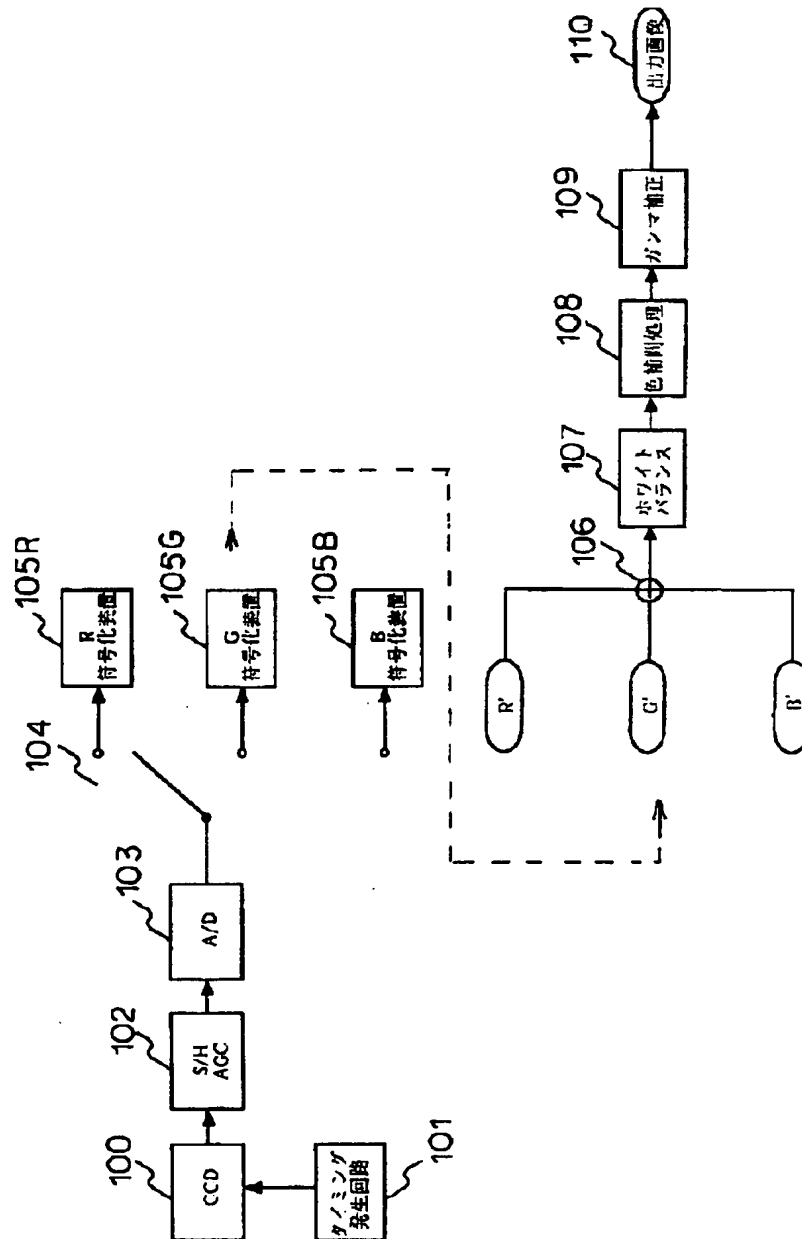 100
CCD
タイミング
発生回路
101
102
S/H
AGC
103
A/D
104
105R
R
符号化装置
105G
G
符号化装置
105B
B
符号化装置
R'
G'
B'
106
107
ホワイト
バランス
108
色補間処理
109
ガンマ補正
110
出力画像